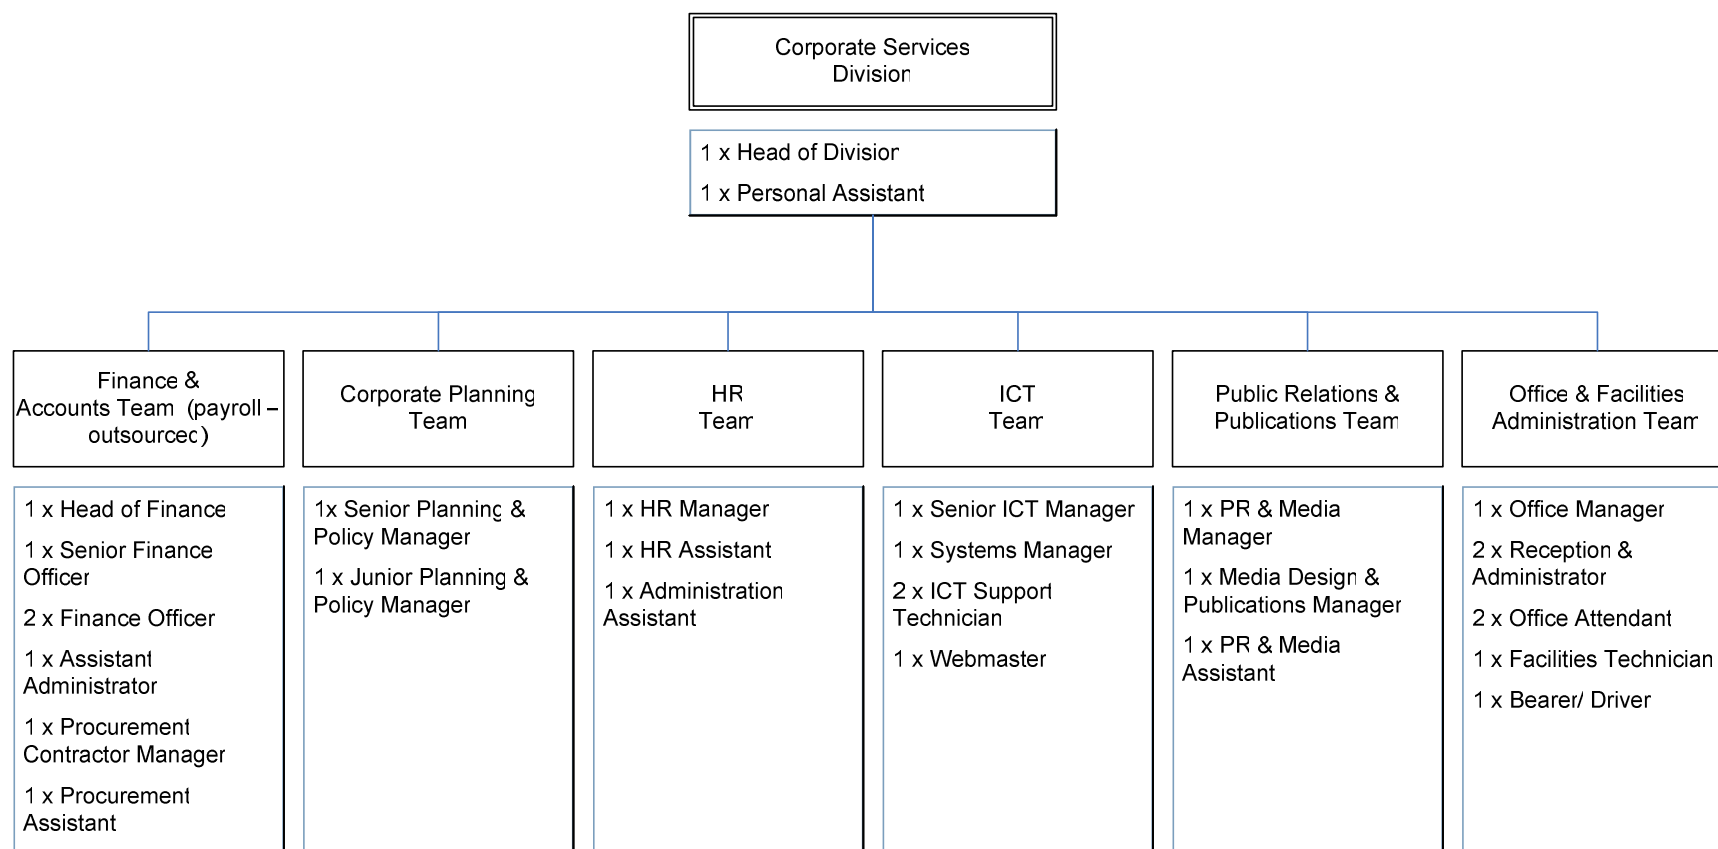 Corporate Services
Division
1 x Head of Division
1 x Personal Assistant
Finance &
Accounts Team (payroll –
outsourced)
1 x Head of Finance
1 x Senior Finance
Officer
2 x Finance Officer
1 x Assistant
Administrator
1 x Procurement
Contractor Manager
1 x Procurement
Assistant
Corporate Planning
Team
1x Senior Planning &
Policy Manager
1 x Junior Planning &
Policy Manager
HR
Team
1 x HR Manager
1 x HR Assistant
1 x Administration
Assistant
ICT
Team
1 x Senior ICT Manager
1 x Systems Manager
2 x ICT Support
Technician
1 x Webmaster
Public Relations &
Publications Team
1 x PR & Media
Manager
1 x Media Design &
Publications Manager
1 x PR & Media
Assistant
Office & Facilities
Administration Team
1 x Office Manager
2 x Reception &
Administrator
2 x Office Attendant
1 x Facilities Technician
1 x Bearer/ Driver